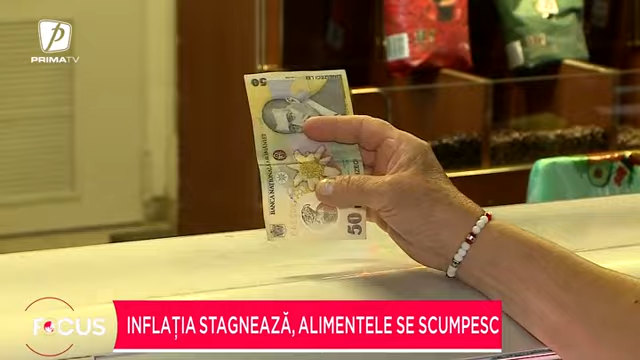 PRIMATV
50
BANCA NAȚIONALĂ A ROMÂNIEI
50
FOCUS
INFLAȚIA STAGNEAZĂ, ALIMENTELE SE SCUMPESC